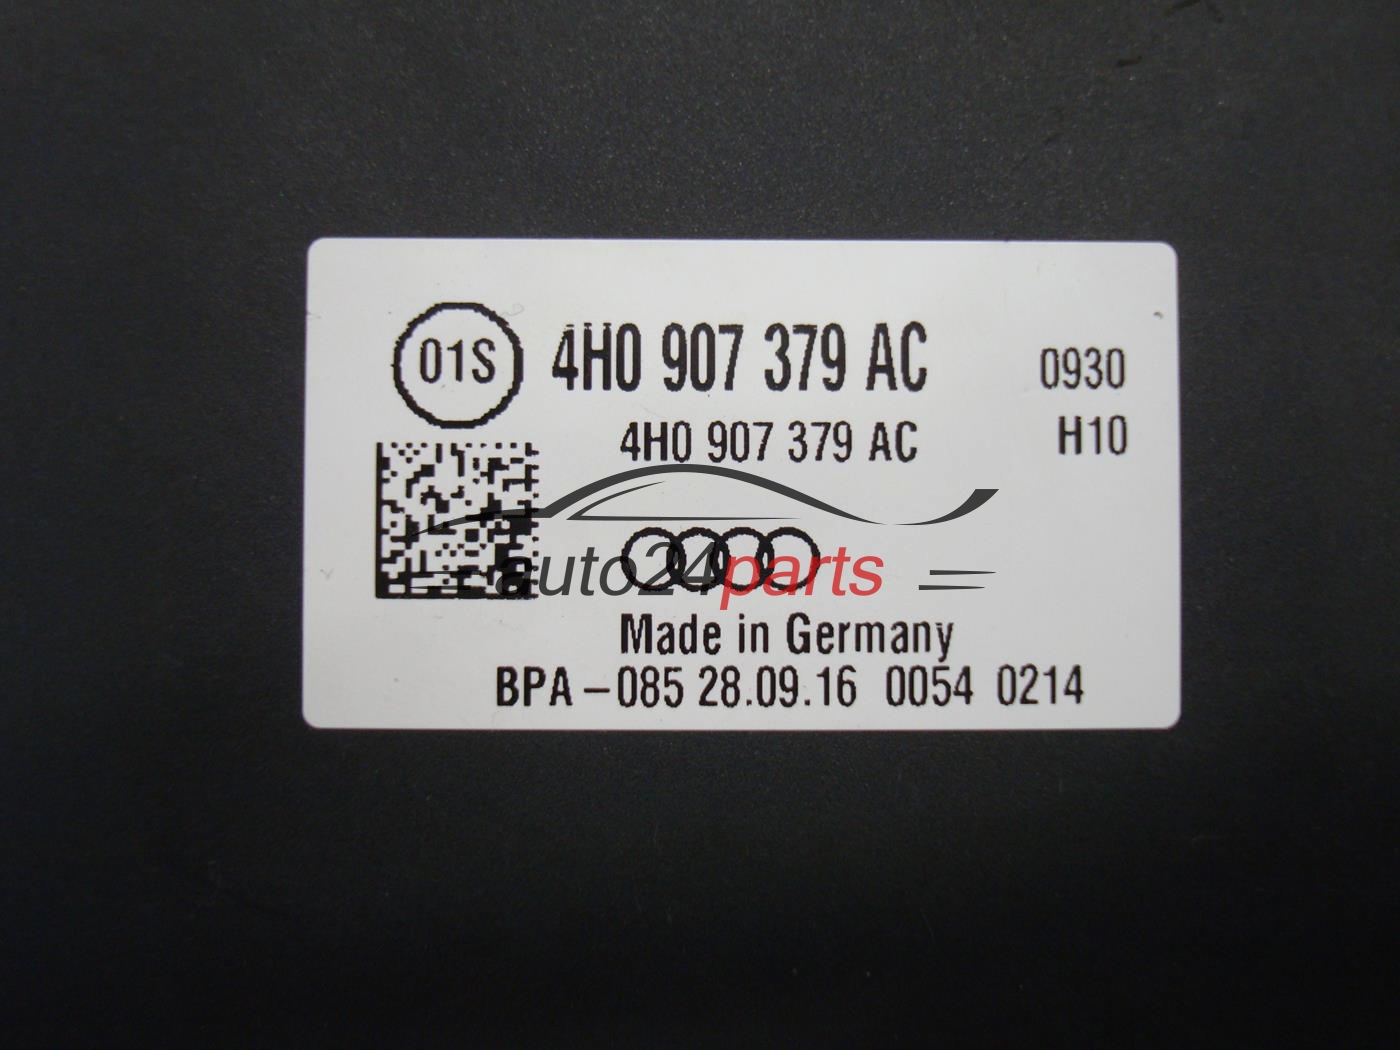 01S 4H0 907 379 AC 0930
4H0 907 379 AC H10
auto24parts
Made in Germany
BPA-085 28.09.16 0054 0214